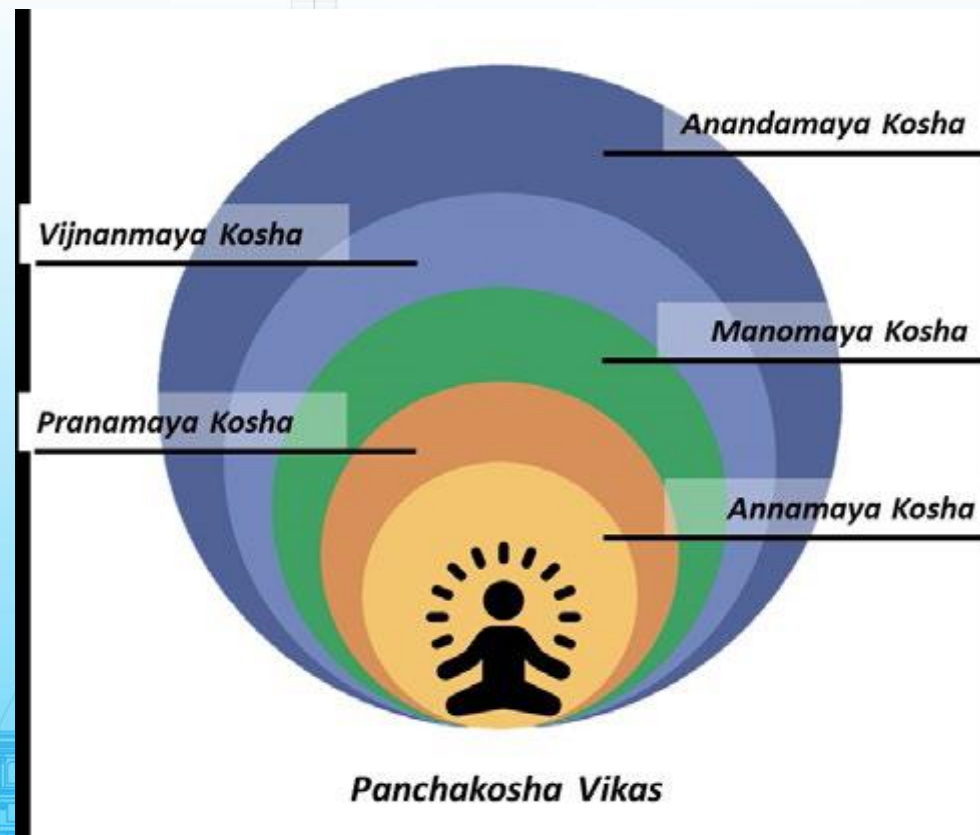 Anandamaya Kosha
Vijnanmaya Kosha
Manomaya Kosha
Pranamaya Kosha
Annamaya Kosha
Panchakosha Vikas